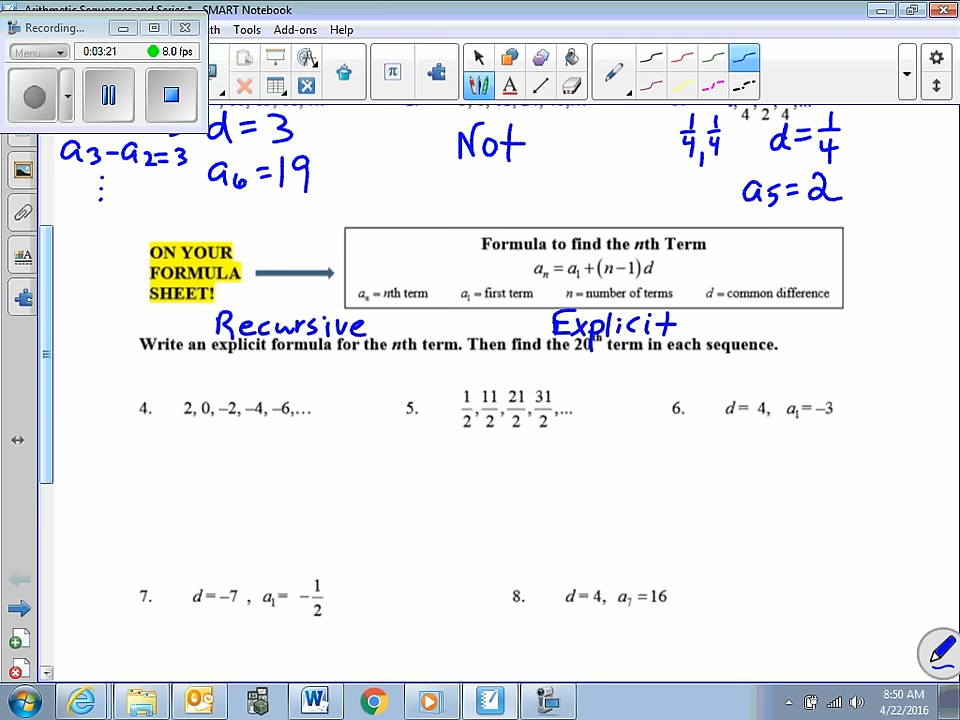 Arithmetic Sequences and Series * - SMART Notebook
Recording...
Tools Add-ons Help
Menu 0:03:21 8.0 fps
d = 3
a3 - a2 = 3
a6 = 19
Not
1/4, 1/4 d = 1/4
a5 = 2
ON YOUR
FORMULA
SHEET!
Formula to find the nth Term
aₙ = a₁ + (n − 1) d
aₙ = nth term a₁ = first term n = number of terms d = common difference
Recursive Explicit
Write an explicit formula for the nth term. Then find the 20th term in each sequence.
4. 2, 0, −2, −4, −6,…
5. 1/2, 11/2, 21/2, 31/2,...
6. d = 4, a₁ = −3
7. d = −7 , a₁ = −1/2
8. d = 4, a₇ = 16
8:50 AM
4/22/2016